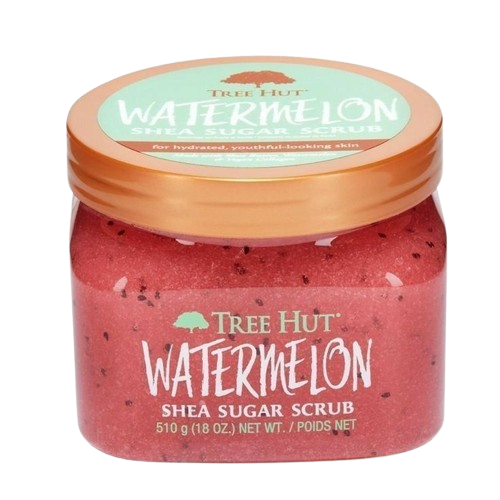 TREE HUT
WATERMELON
SHEA SUGAR SCRUB
for hydrated, youthful-looking skin
TREE HUT®
WATERMELON
SHEA SUGAR SCRUB
510 g (18 OZ.) NET WT. / POIDS NET